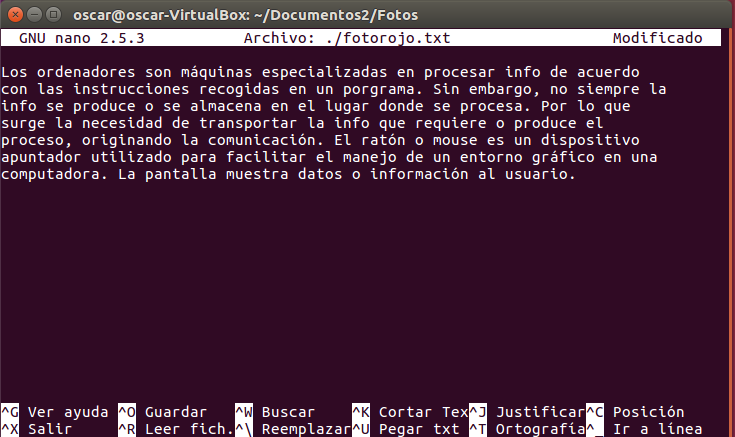 oscar@oscar-VirtualBox: ~/Documentos2/Fotos
GNU nano 2.5.3 Archivo: ./fotorojo.txt Modificado
Los ordenadores son máquinas especializadas en procesar info de acuerdo
con las instrucciones recogidas en un porgrama. Sin embargo, no siempre la
info se produce o se almacena en el lugar donde se procesa. Por lo que
surge la necesidad de transportar la info que requiere o produce el
proceso, originando la comunicación. El ratón o mouse es un dispositivo
apuntador utilizado para facilitar el manejo de un entorno gráfico en una
computadora. La pantalla muestra datos o información al usuario.
^G Ver ayuda ^O Guardar ^W Buscar ^K Cortar Tex^J Justificar^C Posición
^X Salir ^R Leer fich.^\ Reemplazar^U Pegar txt ^T Ortografía^_ Ir a línea